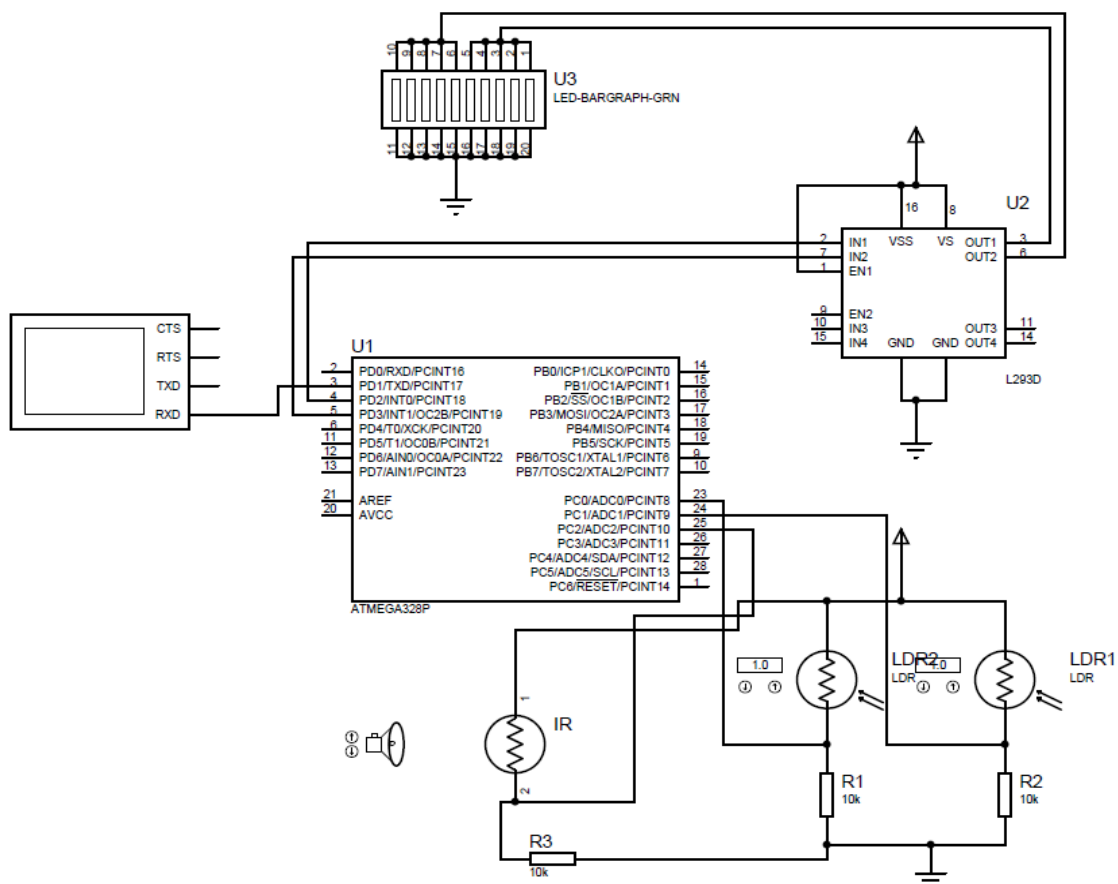 10 9 8 7 6 5 4 3 2 1
U3
LED-BARGRAPH-GRN
11 12 13 14 15 16 17 18 19 20
U2
16 8
VSS VS
2 IN1 OUT1 3
7 IN2 OUT2 6
1 EN1
9 EN2
10 IN3 OUT3 11
15 IN4 GND GND OUT4 14
L293D
CTS
RTS
TXD
RXD
U1
2 PD0/RXD/PCINT16 PB0/ICP1/CLKO/PCINT0 14
3 PD1/TXD/PCINT17 PB1/OC1A/PCINT1 15
4 PD2/INT0/PCINT18 PB2/SS/OC1B/PCINT2 16
5 PD3/INT1/OC2B/PCINT19 PB3/MOSI/OC2A/PCINT3 17
6 PD4/T0/XCK/PCINT20 PB4/MISO/PCINT4 18
11 PD5/T1/OC0B/PCINT21 PB5/SCK/PCINT5 19
12 PD6/AIN0/OC0A/PCINT22 PB6/TOSC1/XTAL1/PCINT6 9
13 PD7/AIN1/PCINT23 PB7/TOSC2/XTAL2/PCINT7 10
21 AREF PC0/ADC0/PCINT8 23
20 AVCC PC1/ADC1/PCINT9 24
PC2/ADC2/PCINT10 25
PC3/ADC3/PCINT11 26
PC4/ADC4/SDA/PCINT12 27
PC5/ADC5/SCL/PCINT13 28
PC6/RESET/PCINT14 1
ATMEGA328P
1.0
LDR2
LDR
1.0
LDR1
LDR
1
IR
2
R1
10k
R2
10k
R3
10k